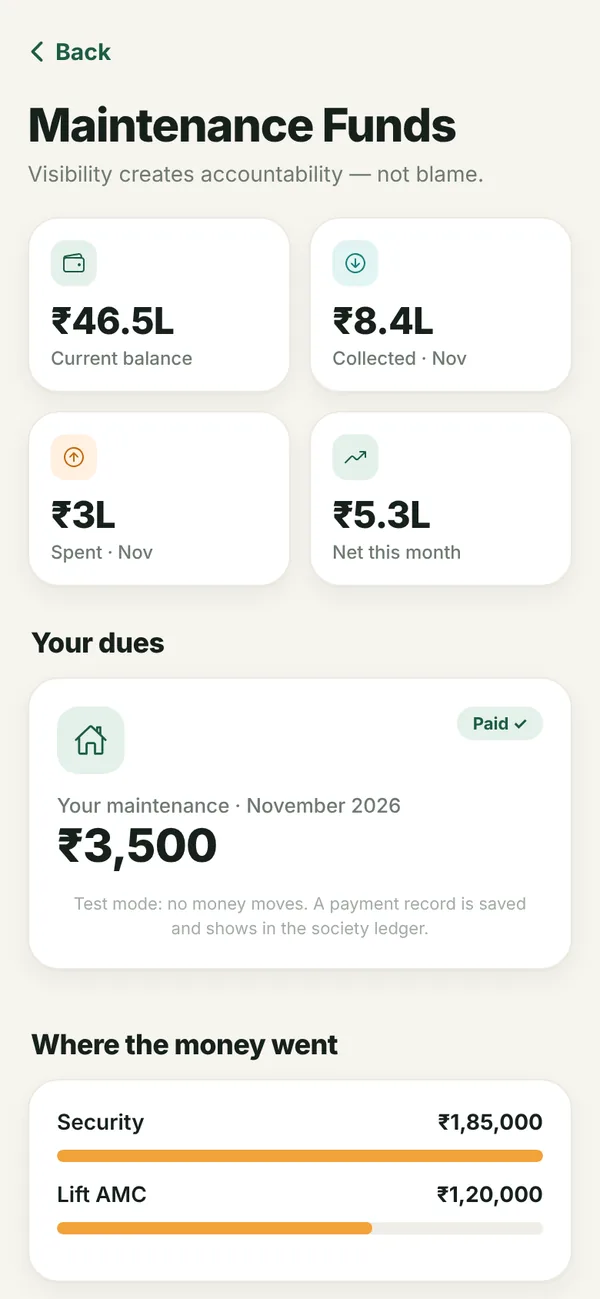 Back
Maintenance Funds
Visibility creates accountability — not blame.
₹46.5L
Current balance
₹8.4L
Collected · Nov
₹3L
Spent · Nov
₹5.3L
Net this month
Your dues
Paid ✓
Your maintenance · November 2026
₹3,500
Test mode: no money moves. A payment record is saved
and shows in the society ledger.
Where the money went
Security ₹1,85,000
Lift AMC ₹1,20,000